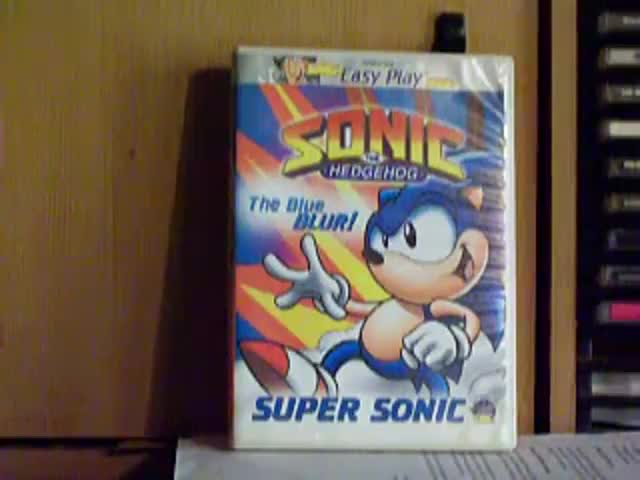 Easy Play
SONIC
THE
HEDGEHOG
The Blue
BLUR!
SUPER SONIC